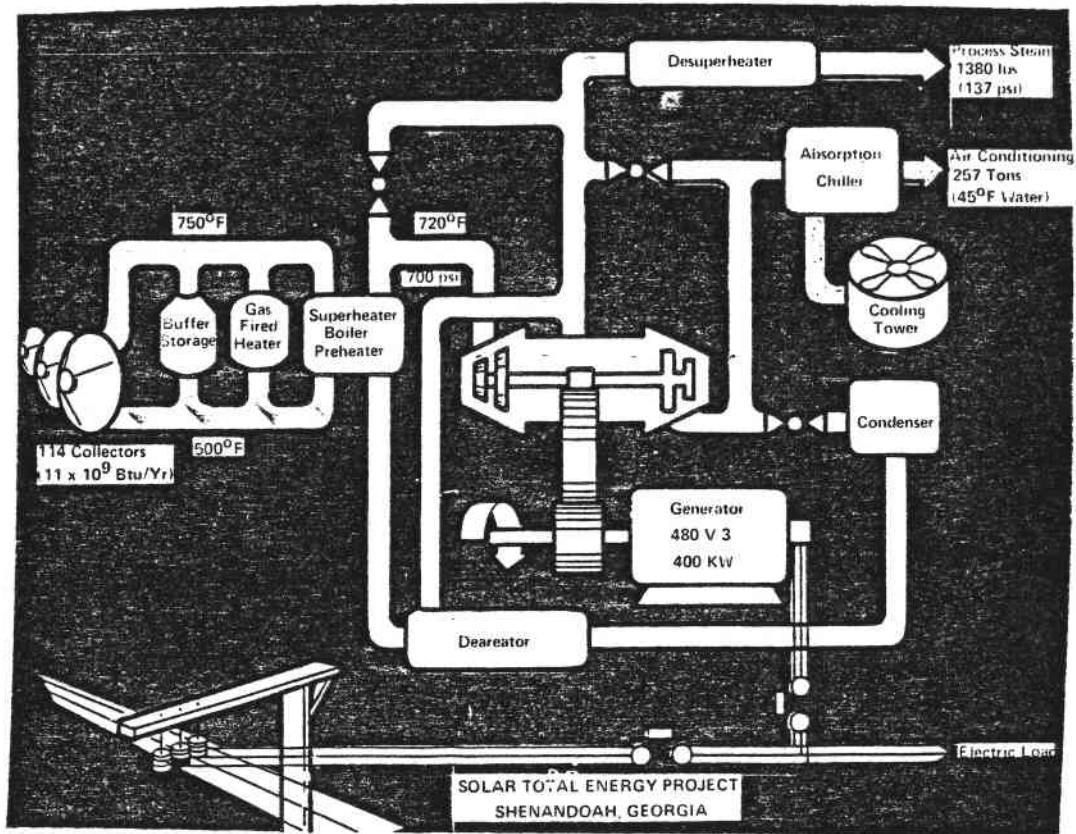 Desuperheater
Process Steam
1380 lbs
(137 psi)
Absorption
Chiller
Air Conditioning
257 Tons
(45°F Water)
750°F
720°F
700 psi
Buffer
Storage
Gas
Fired
Heater
Superheater
Boiler
Preheater
Cooling
Tower
114 Collectors
(11 x 10⁹ Btu/Yr)
500°F
Condenser
Generator
480 V 3
400 KW
Deareator
Electric Load
SOLAR TOTAL ENERGY PROJECT
SHENANDOAH, GEORGIA